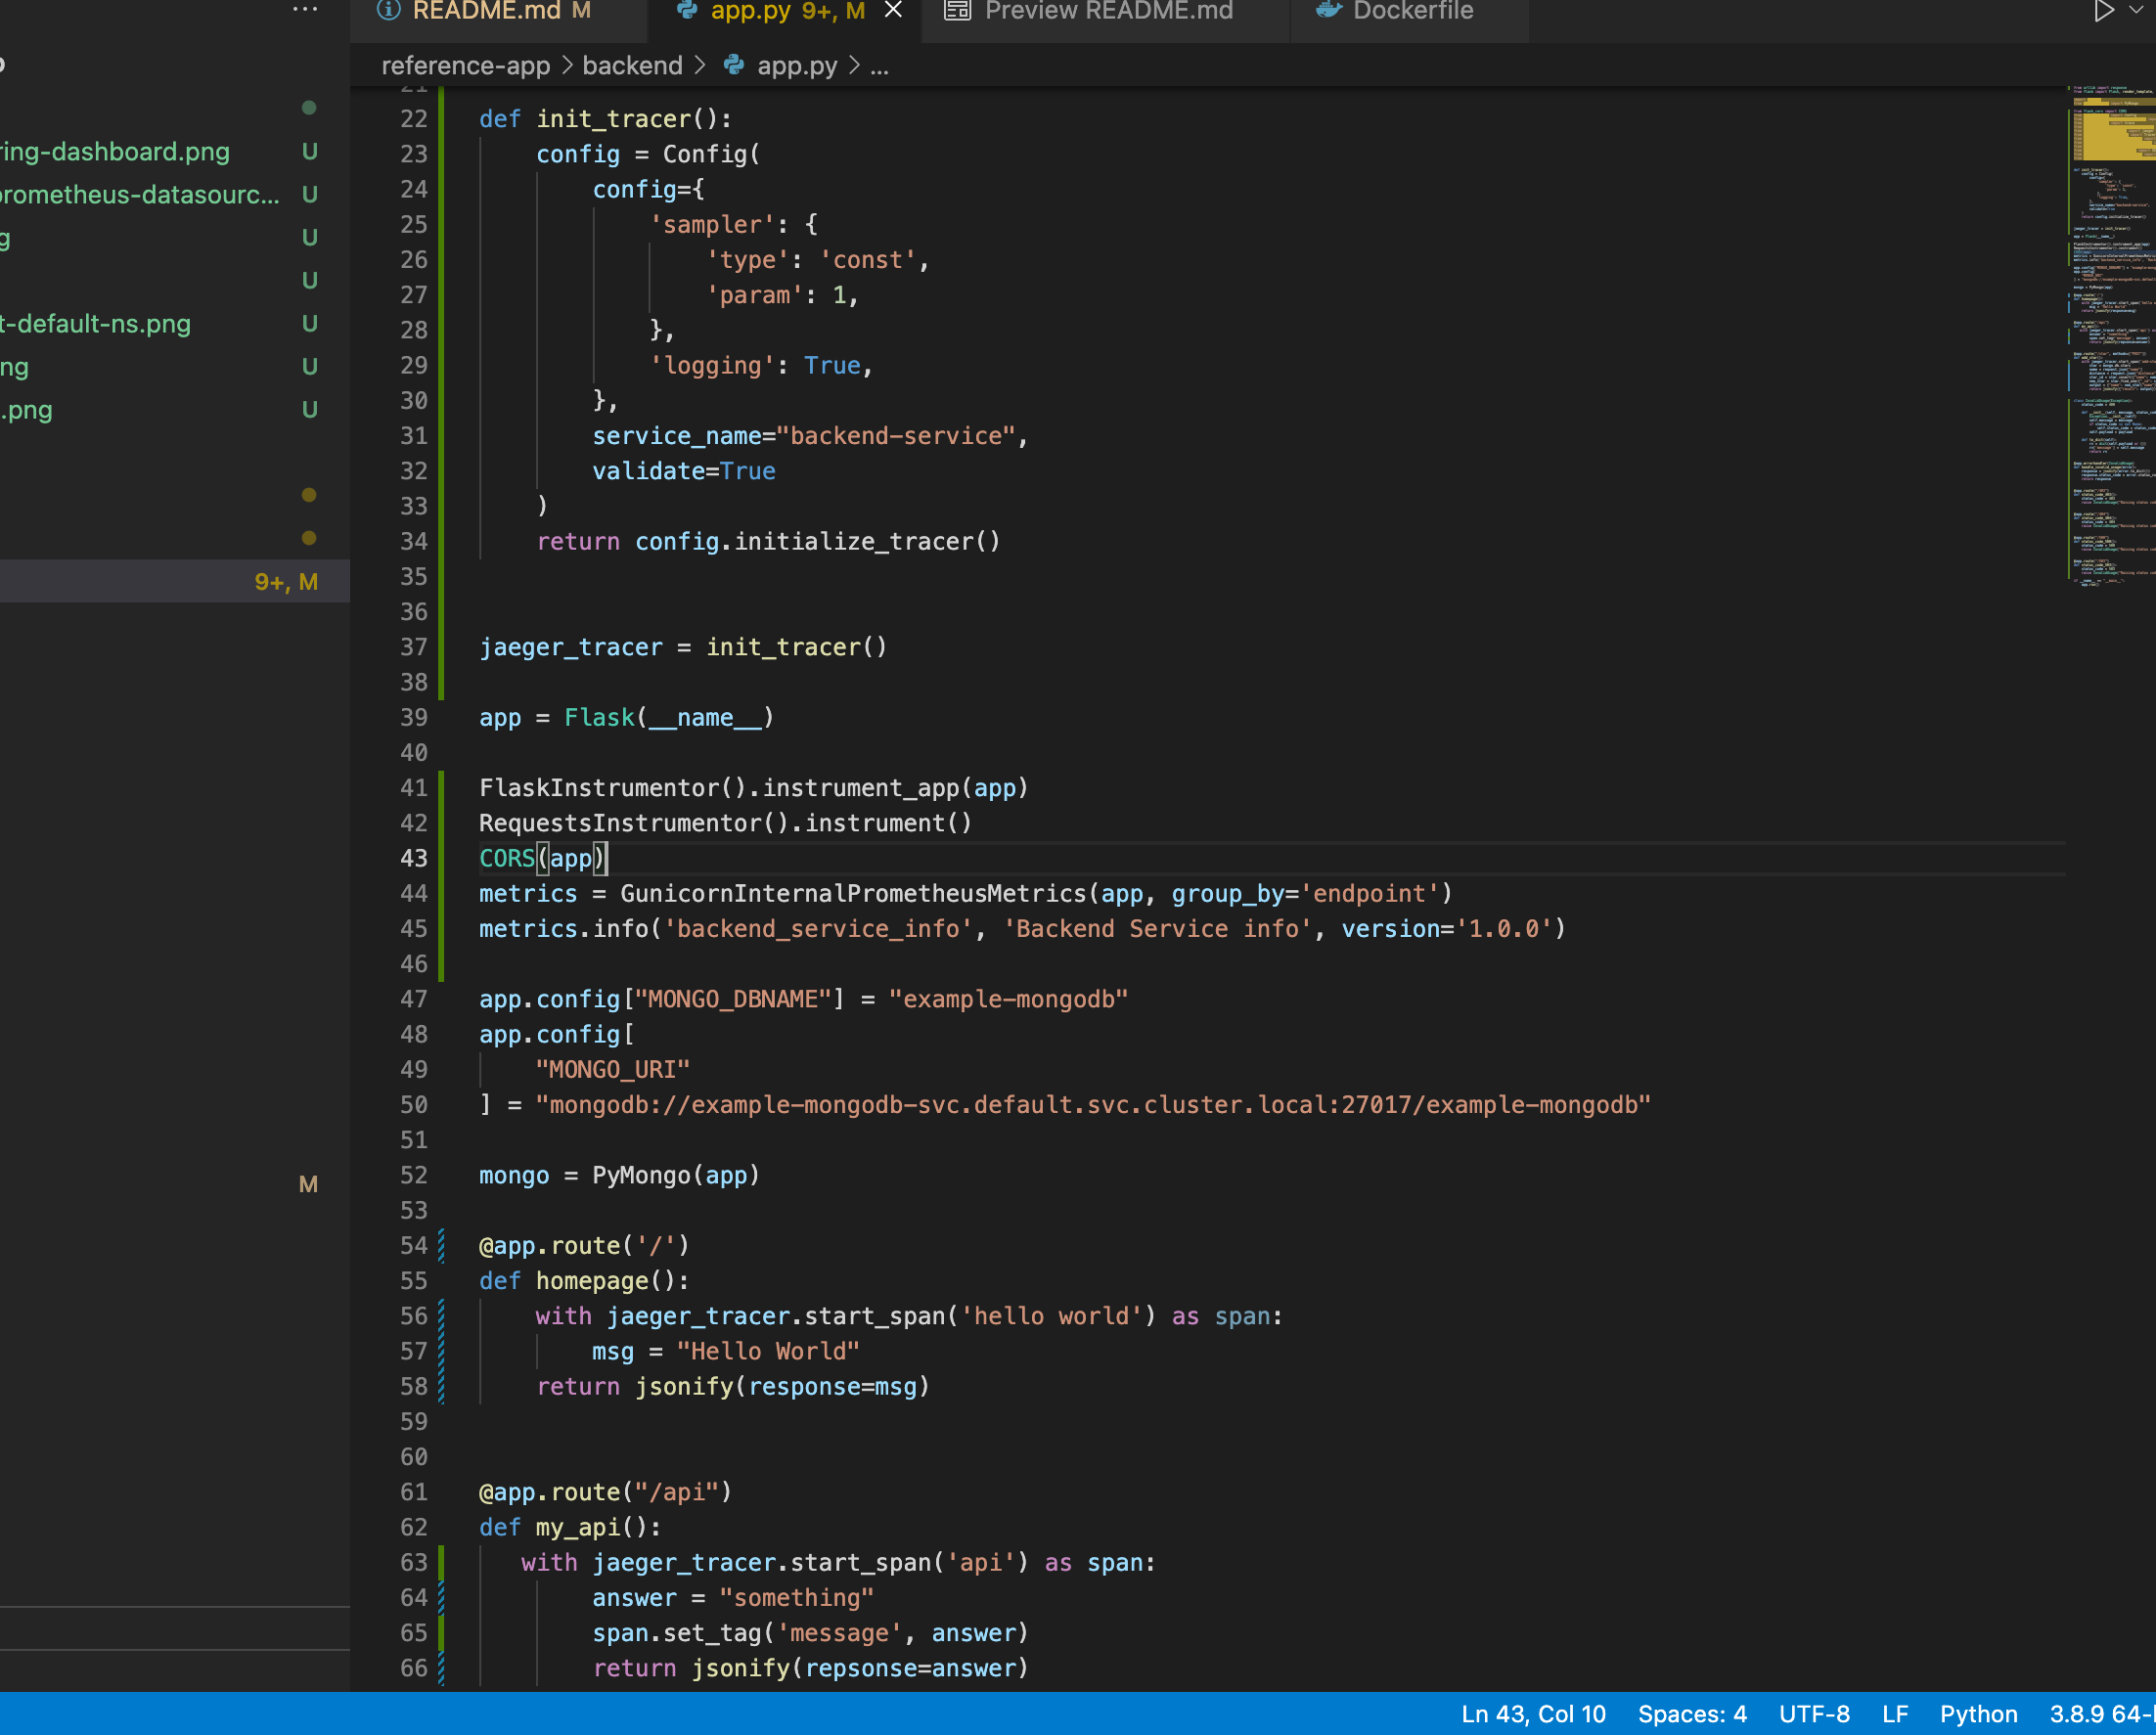 ···
README.md M
app.py 9+, M
Preview README.md
Dockerfile
reference-app > backend > app.py > ...
ring-dashboard.png U
prometheus-datasourc... U
g U
U
t-default-ns.png U
ng U
.png U
9+, M
M
21
22 def init_tracer():
23 config = Config(
24 config={
25 'sampler': {
26 'type': 'const',
27 'param': 1,
28 },
29 'logging': True,
30 },
31 service_name="backend-service",
32 validate=True
33 )
34 return config.initialize_tracer()
35
36
37 jaeger_tracer = init_tracer()
38
39 app = Flask(__name__)
40
41 FlaskInstrumentor().instrument_app(app)
42 RequestsInstrumentor().instrument()
43 CORS(app)
44 metrics = GunicornInternalPrometheusMetrics(app, group_by='endpoint')
45 metrics.info('backend_service_info', 'Backend Service info', version='1.0.0')
46
47 app.config["MONGO_DBNAME"] = "example-mongodb"
48 app.config[
49 "MONGO_URI"
50 ] = "mongodb://example-mongodb-svc.default.svc.cluster.local:27017/example-mongodb"
51
52 mongo = PyMongo(app)
53
54 @app.route('/')
55 def homepage():
56 with jaeger_tracer.start_span('hello world') as span:
57 msg = "Hello World"
58 return jsonify(response=msg)
59
60
61 @app.route("/api")
62 def my_api():
63 with jaeger_tracer.start_span('api') as span:
64 answer = "something"
65 span.set_tag('message', answer)
66 return jsonify(repsonse=answer)
Ln 43, Col 10 Spaces: 4 UTF-8 LF Python 3.8.9 64-